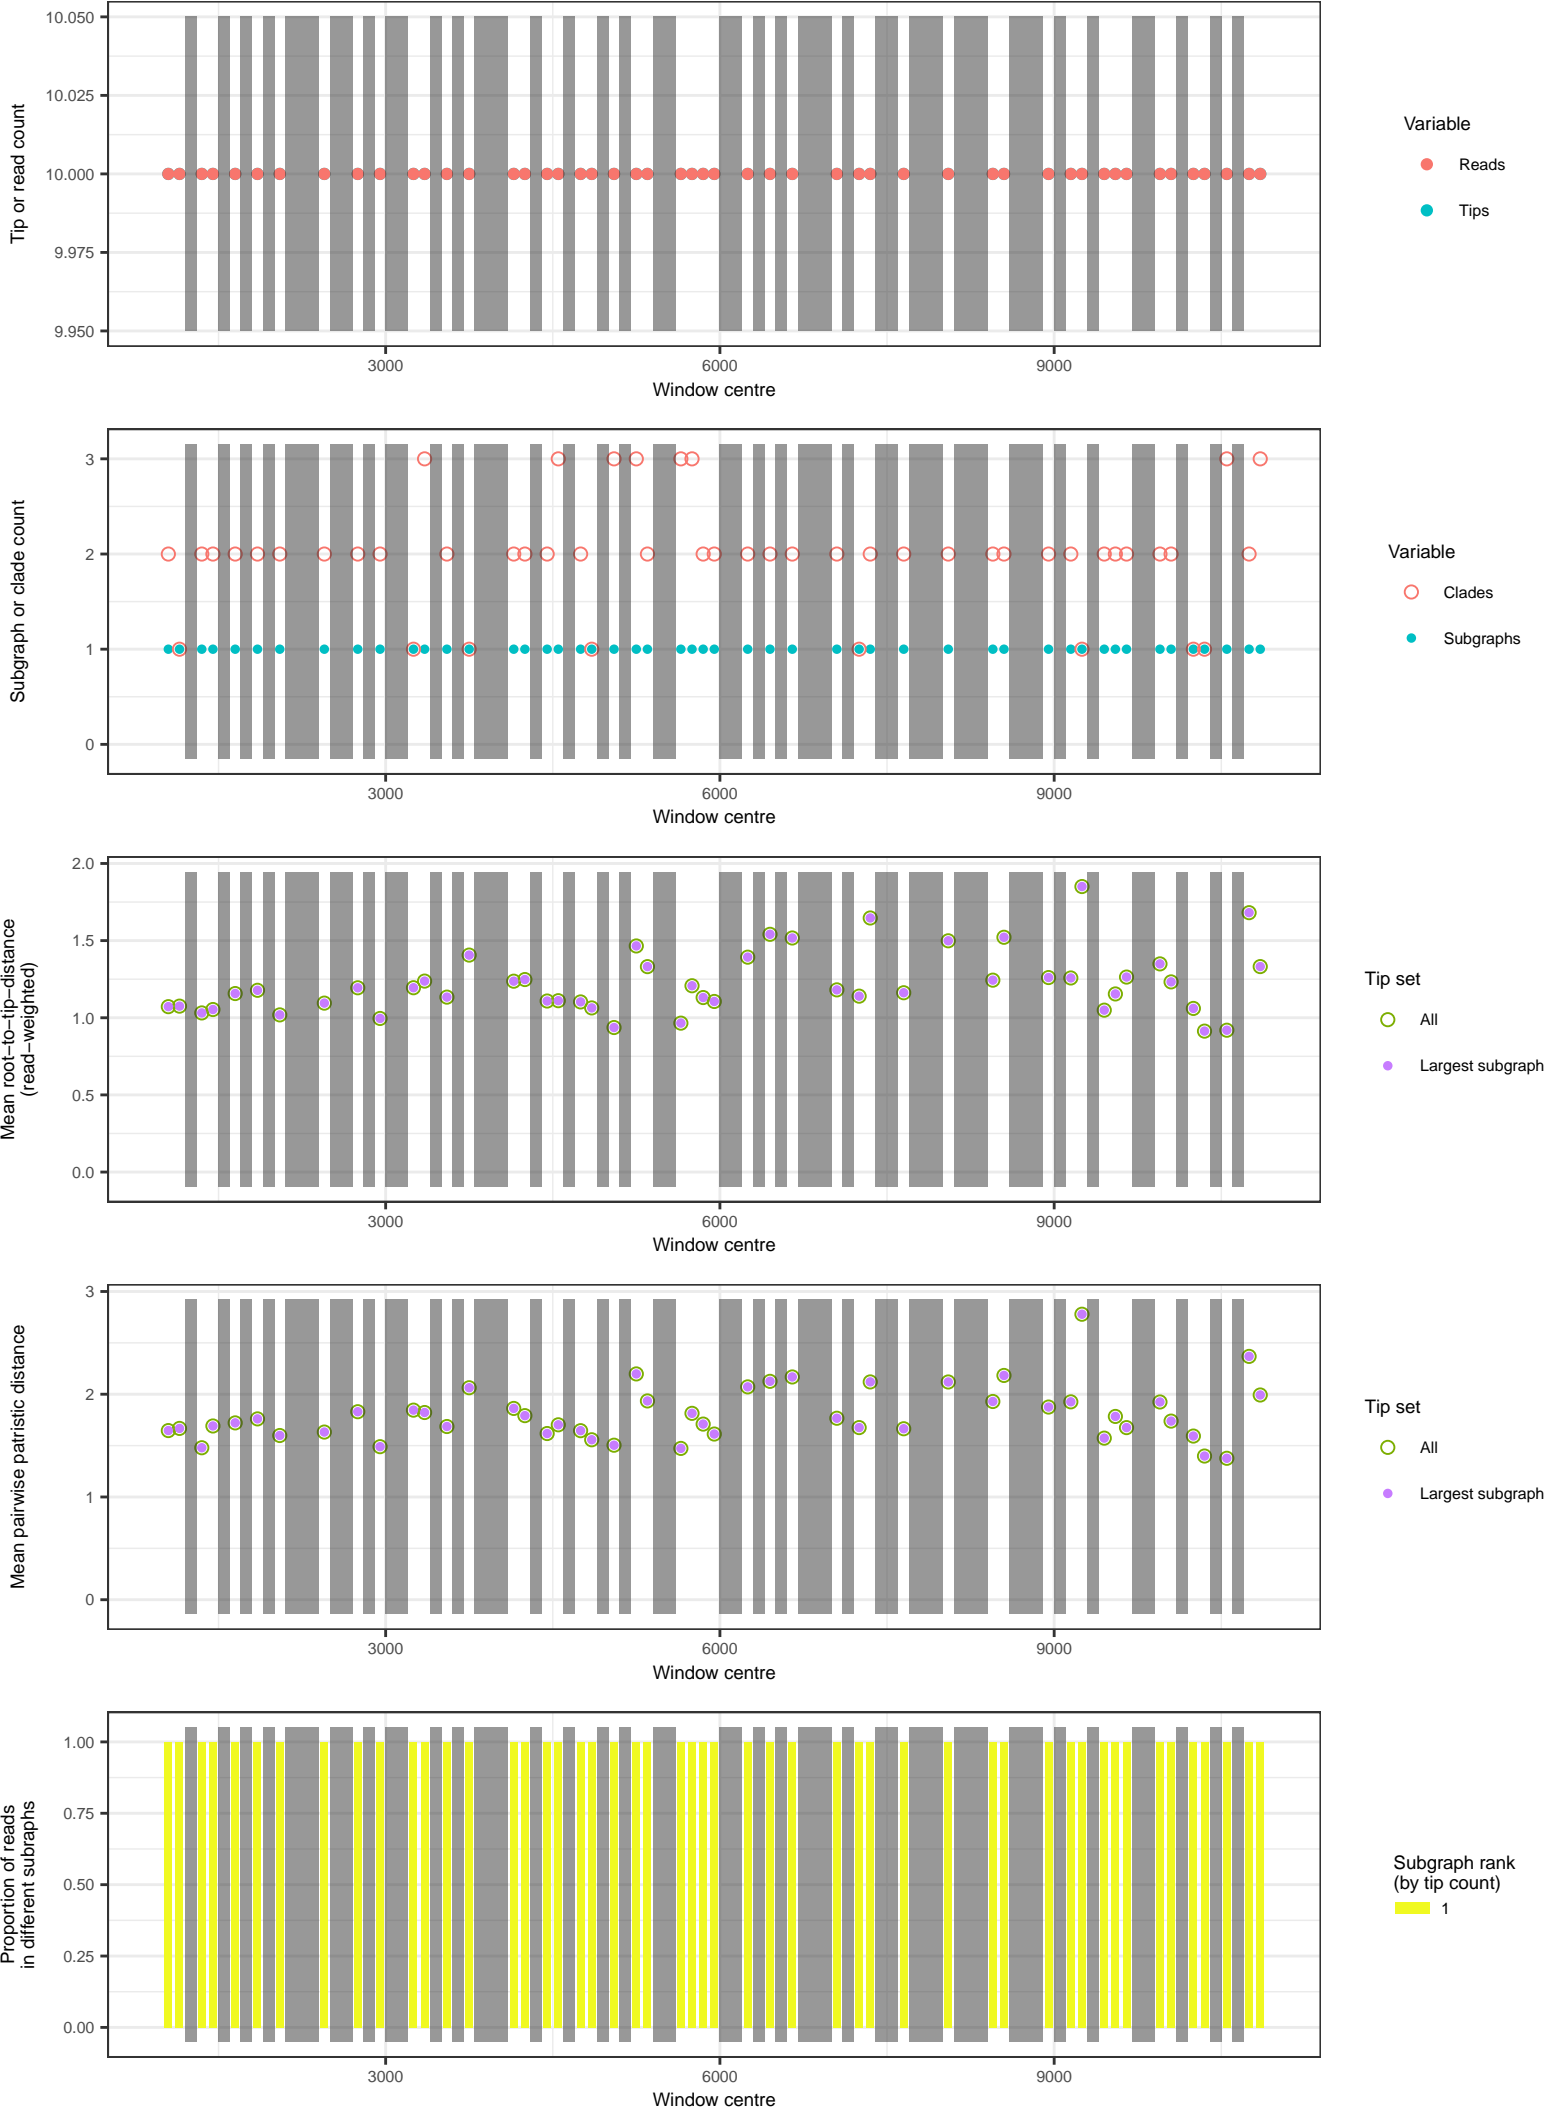 10.050
10.025
10.000
9.975
9.950
Tip or read count
3000
6000
9000
Window centre
Variable
Reads
Tips
3
2
1
0
Subgraph or clade count
3000
6000
9000
Window centre
Variable
Clades
Subgraphs
2.0
1.5
1.0
0.5
0.0
Mean root−to−tip−distance
(read−weighted)
3000
6000
9000
Window centre
Tip set
All
Largest subgraph
3
2
1
0
Mean pairwise patristic distance
3000
6000
9000
Window centre
Tip set
All
Largest subgraph
1.00
0.75
0.50
0.25
0.00
Proportion of reads
in different subraphs
3000
6000
9000
Window centre
Subgraph rank
(by tip count)
1